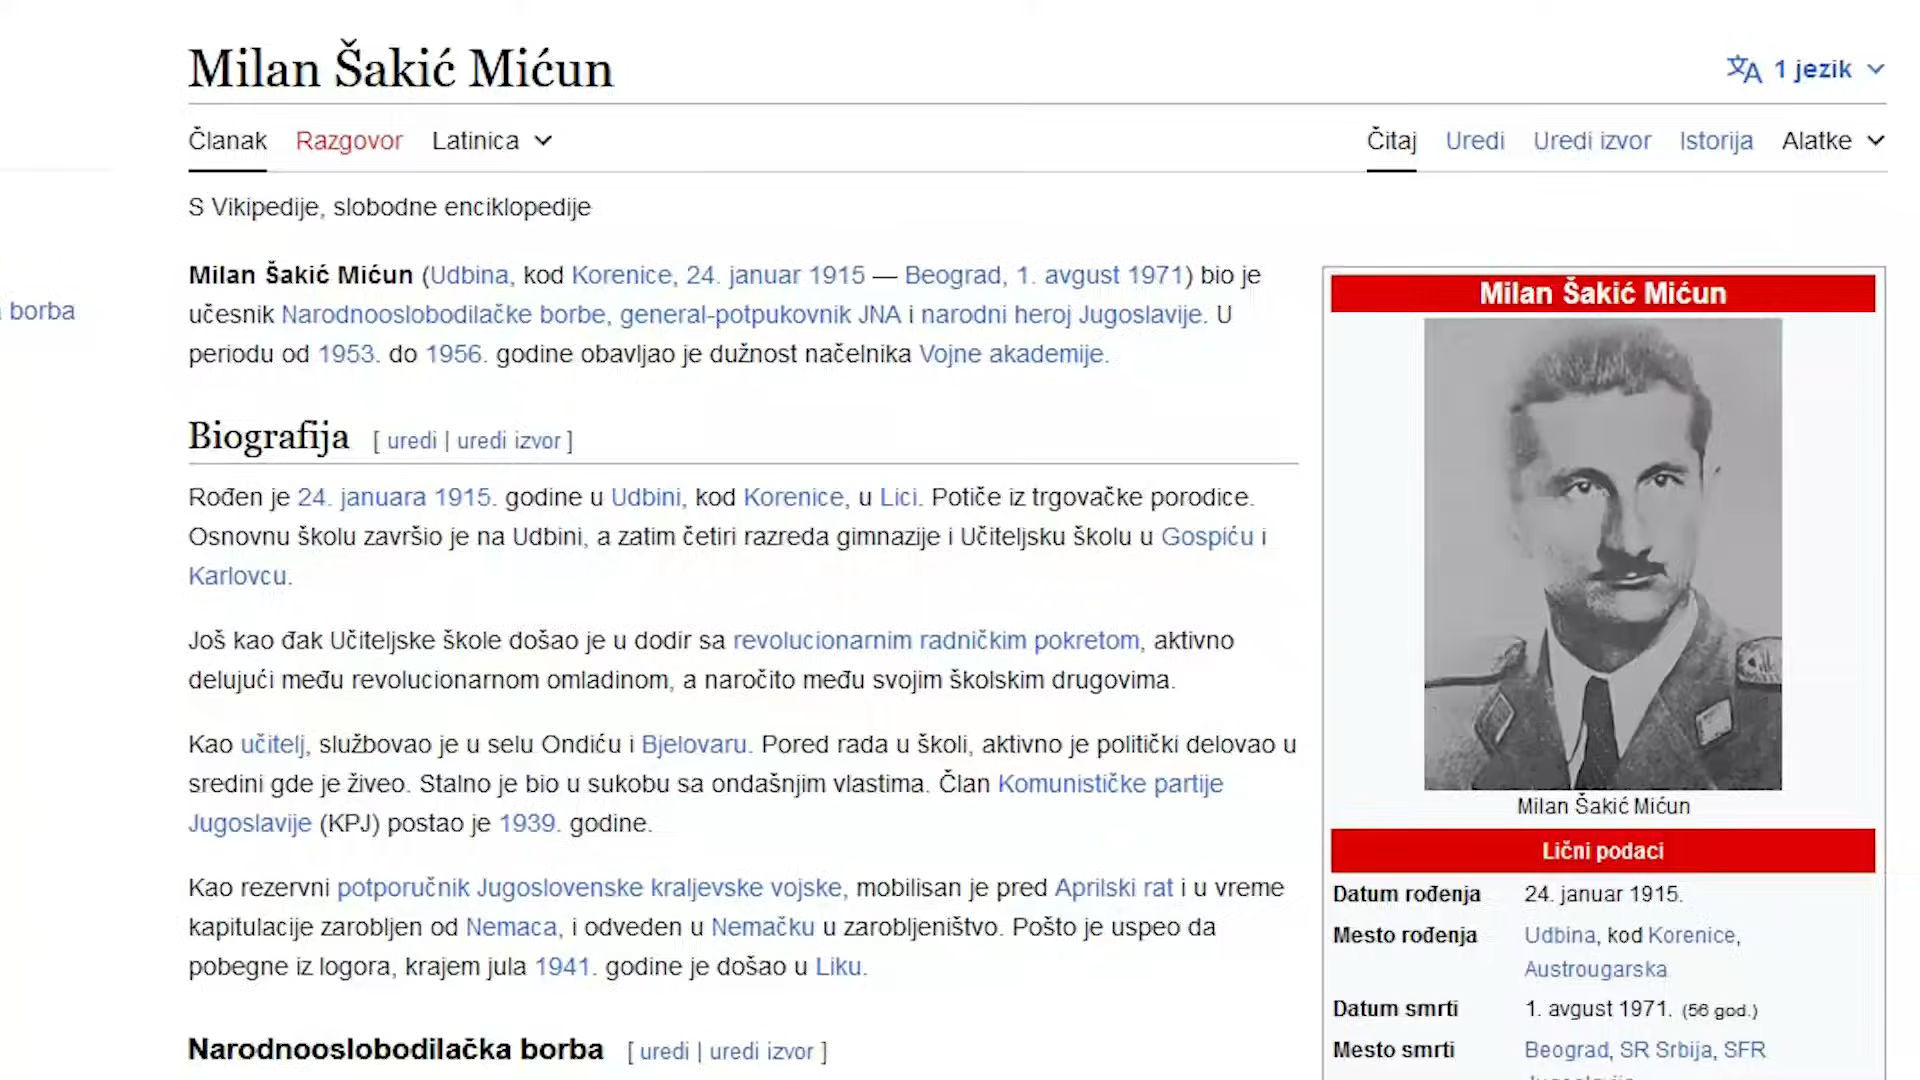 Milan Šakić Mićun
1 jezik
Članak Razgovor Latinica
Čitaj Uredi Uredi izvor Istorija Alatke
S Vikipedije, slobodne enciklopedije
borba
Milan Šakić Mićun (Udbina, kod Korenice, 24. januar 1915 — Beograd, 1. avgust 1971) bio je
učesnik Narodnooslobodilačke borbe, general-potpukovnik JNA i narodni heroj Jugoslavije. U
periodu od 1953. do 1956. godine obavljao je dužnost načelnika Vojne akademije.
Biografija [ uredi | uredi izvor ]
Rođen je 24. januara 1915. godine u Udbini, kod Korenice, u Lici. Potiče iz trgovačke porodice.
Osnovnu školu završio je na Udbini, a zatim četiri razreda gimnazije i Učiteljsku školu u Gospiću i
Karlovcu.
Još kao đak Učiteljske škole došao je u dodir sa revolucionarnim radničkim pokretom, aktivno
delujući među revolucionarnom omladinom, a naročito među svojim školskim drugovima.
Kao učitelj, službovao je u selu Ondiću i Bjelovaru. Pored rada u školi, aktivno je politički delovao u
sredini gde je živeo. Stalno je bio u sukobu sa ondašnjim vlastima. Član Komunističke partije
Jugoslavije (KPJ) postao je 1939. godine.
Kao rezervni potporučnik Jugoslovenske kraljevske vojske, mobilisan je pred Aprilski rat i u vreme
kapitulacije zarobljen od Nemaca, i odveden u Nemačku u zarobljeništvo. Pošto je uspeo da
pobegne iz logora, krajem jula 1941. godine je došao u Liku.
Narodnooslobodilačka borba [ uredi | uredi izvor ]
Milan Šakić Mićun
Milan Šakić Mićun
Lični podaci
Datum rođenja 24. januar 1915.
Mesto rođenja Udbina, kod Korenice,
Austrougarska
Datum smrti 1. avgust 1971. (56 god.)
Mesto smrti Beograd, SR Srbija, SFR